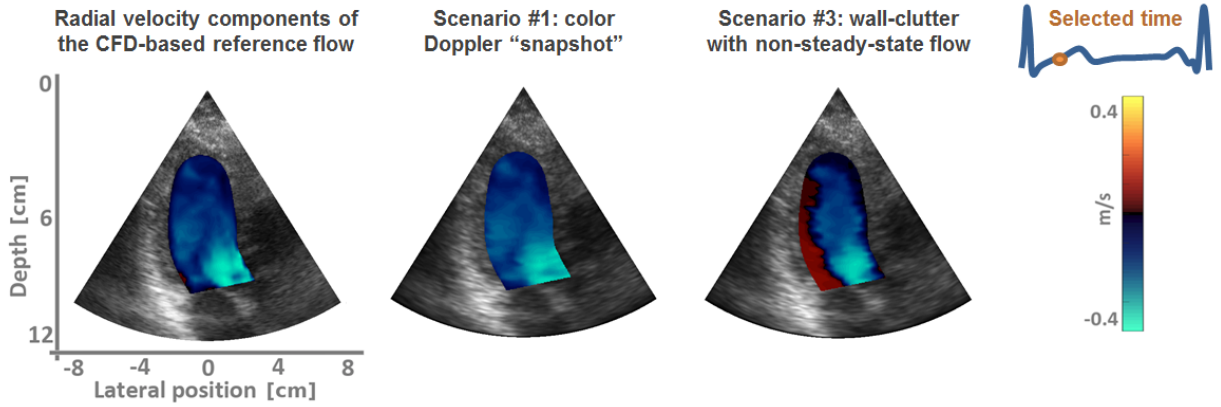 Radial velocity components of
the CFD-based reference flow
Scenario #1: color
Doppler “snapshot”
Scenario #3: wall-clutter
with non-steady-state flow
Selected time
0
6
12
Depth [cm]
-8 -4 0 4 8
Lateral position [cm]
0.4
m/s
-0.4